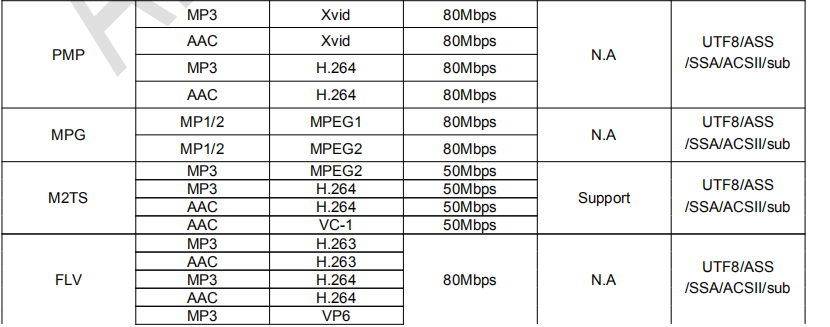 MP3 Xvid 80Mbps
AAC Xvid 80Mbps
PMP N.A UTF8/ASS
/SSA/ACSII/sub
MP3 H.264 80Mbps
AAC H.264 80Mbps
MPG MP1/2 MPEG1 80Mbps N.A UTF8/ASS
/SSA/ACSII/sub
MP1/2 MPEG2 80Mbps
MP3 MPEG2 50Mbps
M2TS MP3 H.264 50Mbps Support UTF8/ASS
/SSA/ACSII/sub
AAC H.264 50Mbps
AAC VC-1 50Mbps
MP3 H.263
AAC H.263
FLV MP3 H.264 80Mbps N.A UTF8/ASS
/SSA/ACSII/sub
AAC H.264
MP3 VP6